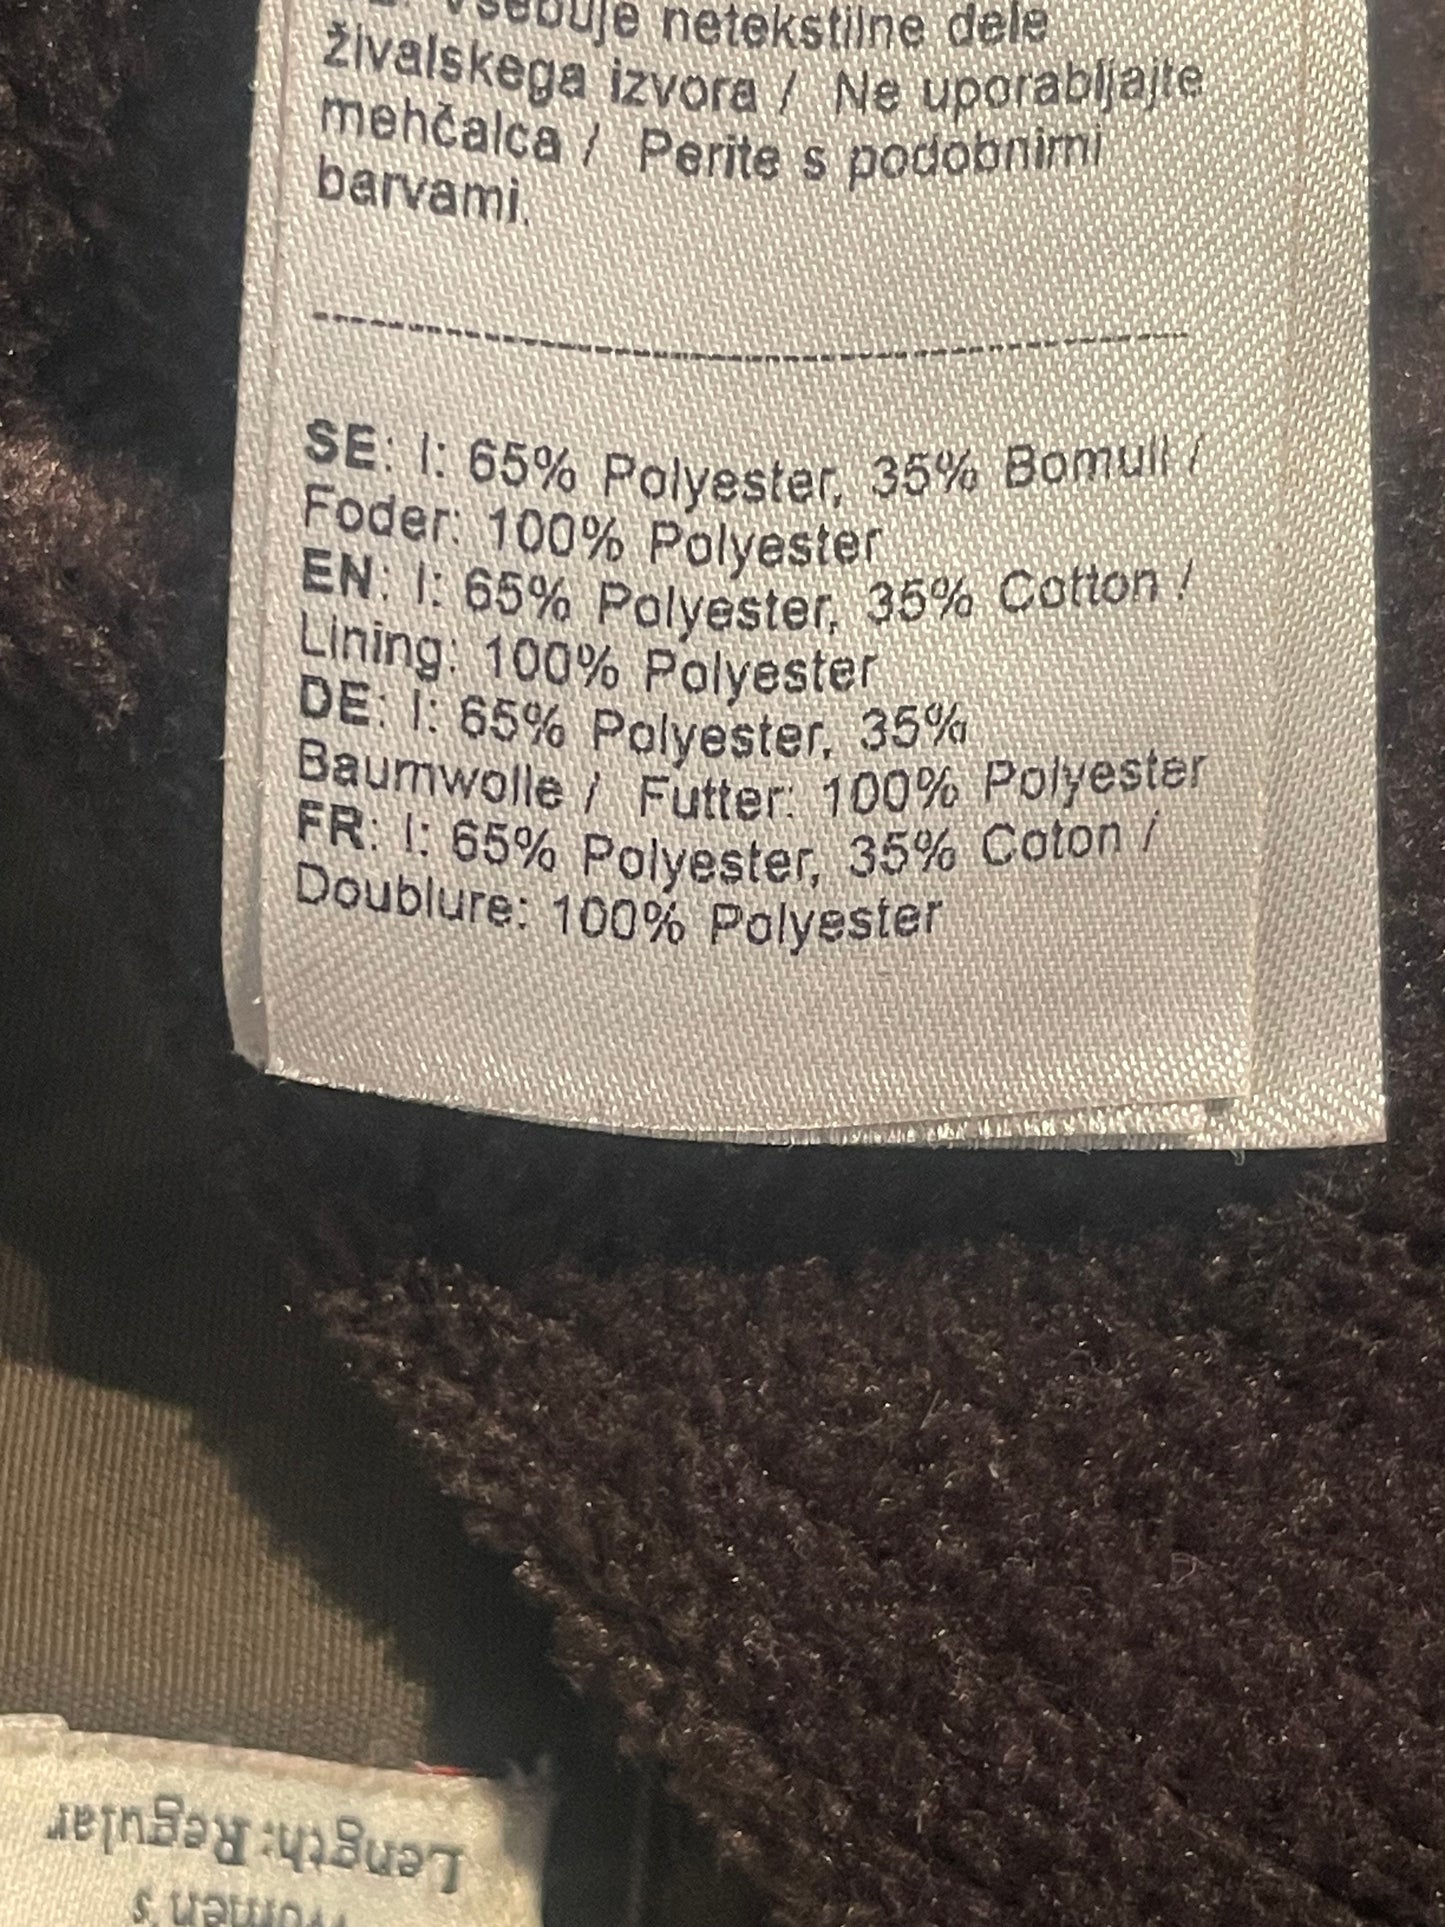 Vsebuje netekstilne dele
živalskega izvora / Ne uporabljajte
mehčalca / Perite s podobnimi
barvami.
SE: I: 65% Polyester, 35% Bomull /
Foder: 100% Polyester
EN: I: 65% Polyester, 35% Cotton /
Lining: 100% Polyester
DE: I: 65% Polyester, 35%
Baumwolle / Futter: 100% Polyester
FR: I: 65% Polyester, 35% Coton /
Doublure: 100% Polyester
Women's
Length: Regular